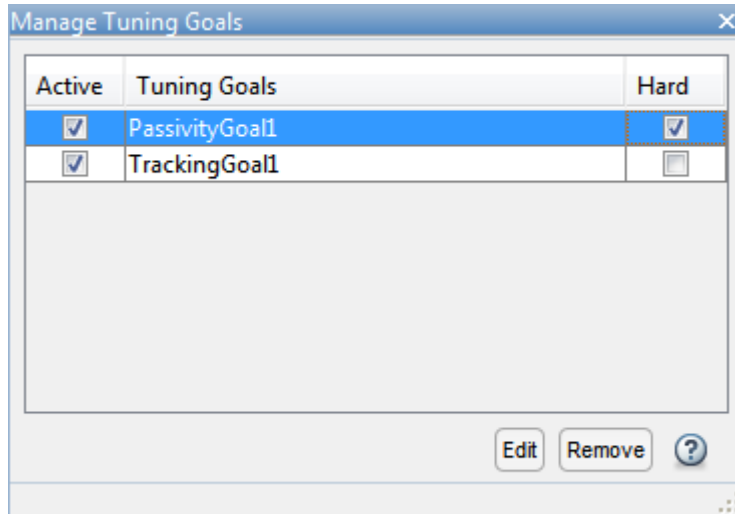 Manage Tuning Goals
Active Tuning Goals Hard
PassivityGoal1
TrackingGoal1
Edit Remove ?